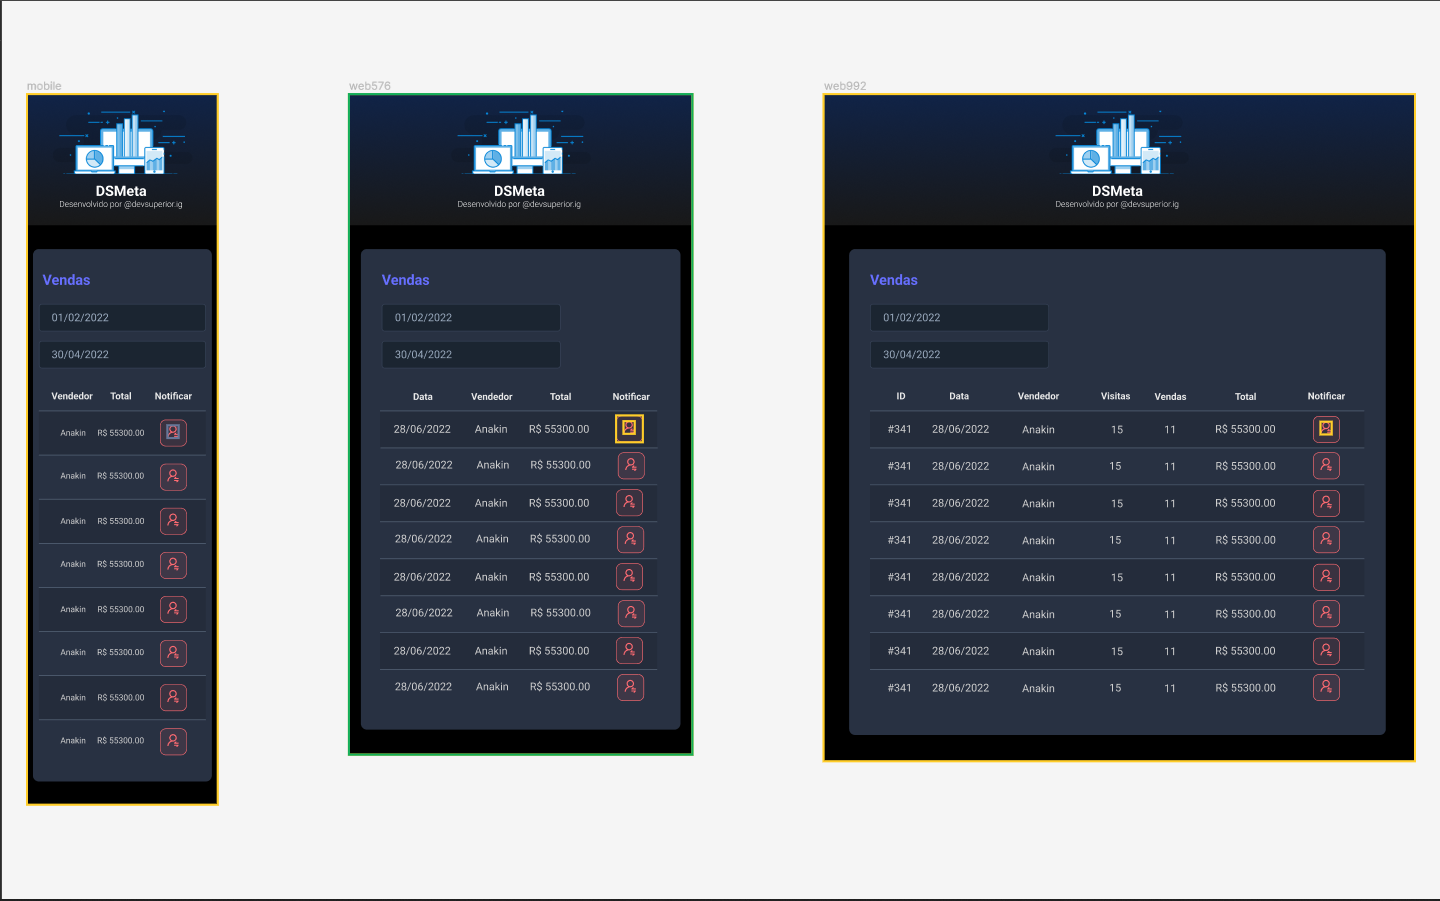 mobile
DSMeta
Desenvolvido por @devsuperior.ig
Vendas
01/02/2022
30/04/2022
Vendedor Total Notificar
Anakin R$ 55300.00
Anakin R$ 55300.00
Anakin R$ 55300.00
Anakin R$ 55300.00
Anakin R$ 55300.00
Anakin R$ 55300.00
Anakin R$ 55300.00
Anakin R$ 55300.00
web576
DSMeta
Desenvolvido por @devsuperior.ig
Vendas
01/02/2022
30/04/2022
Data Vendedor Total Notificar
28/06/2022 Anakin R$ 55300.00
28/06/2022 Anakin R$ 55300.00
28/06/2022 Anakin R$ 55300.00
28/06/2022 Anakin R$ 55300.00
28/06/2022 Anakin R$ 55300.00
28/06/2022 Anakin R$ 55300.00
28/06/2022 Anakin R$ 55300.00
28/06/2022 Anakin R$ 55300.00
web992
DSMeta
Desenvolvido por @devsuperior.ig
Vendas
01/02/2022
30/04/2022
ID Data Vendedor Visitas Vendas Total Notificar
#341 28/06/2022 Anakin 15 11 R$ 55300.00
#341 28/06/2022 Anakin 15 11 R$ 55300.00
#341 28/06/2022 Anakin 15 11 R$ 55300.00
#341 28/06/2022 Anakin 15 11 R$ 55300.00
#341 28/06/2022 Anakin 15 11 R$ 55300.00
#341 28/06/2022 Anakin 15 11 R$ 55300.00
#341 28/06/2022 Anakin 15 11 R$ 55300.00
#341 28/06/2022 Anakin 15 11 R$ 55300.00